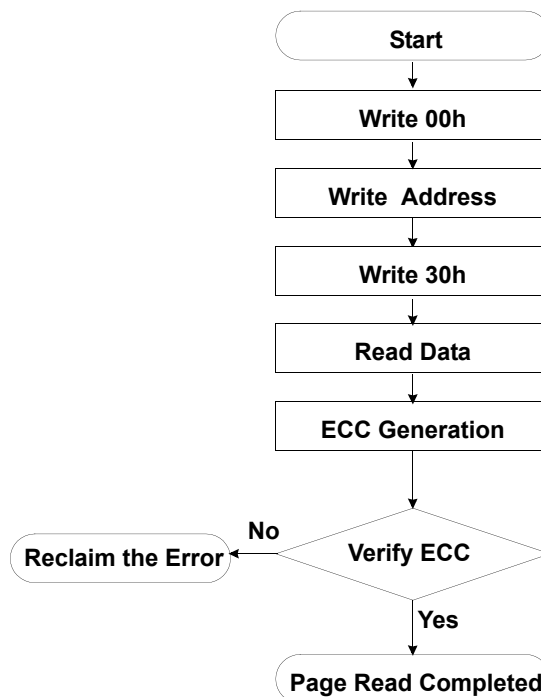 Start
Write 00h
Write  Address
Write 30h
Read Data
ECC Generation
No
Reclaim the Error
Verify ECC
Yes
Page Read Completed